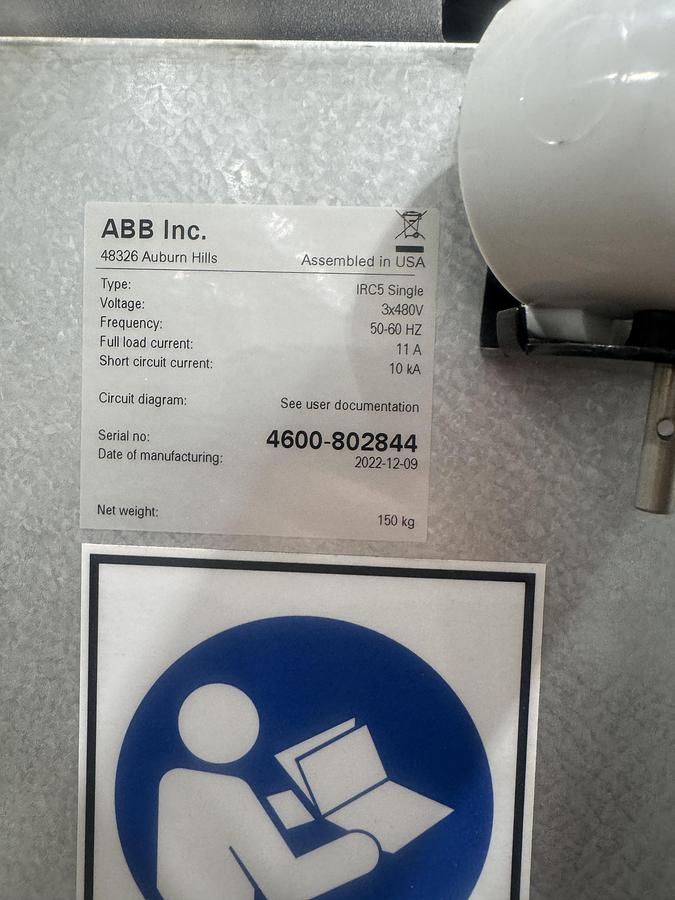 ABB Inc.
48326 Auburn Hills Assembled in USA
Type: IRC5 Single
Voltage: 3x480V
Frequency: 50-60 HZ
Full load current: 11 A
Short circuit current: 10 kA
Circuit diagram: See user documentation
Serial no: 4600-802844
Date of manufacturing: 2022-12-09
Net weight: 150 kg